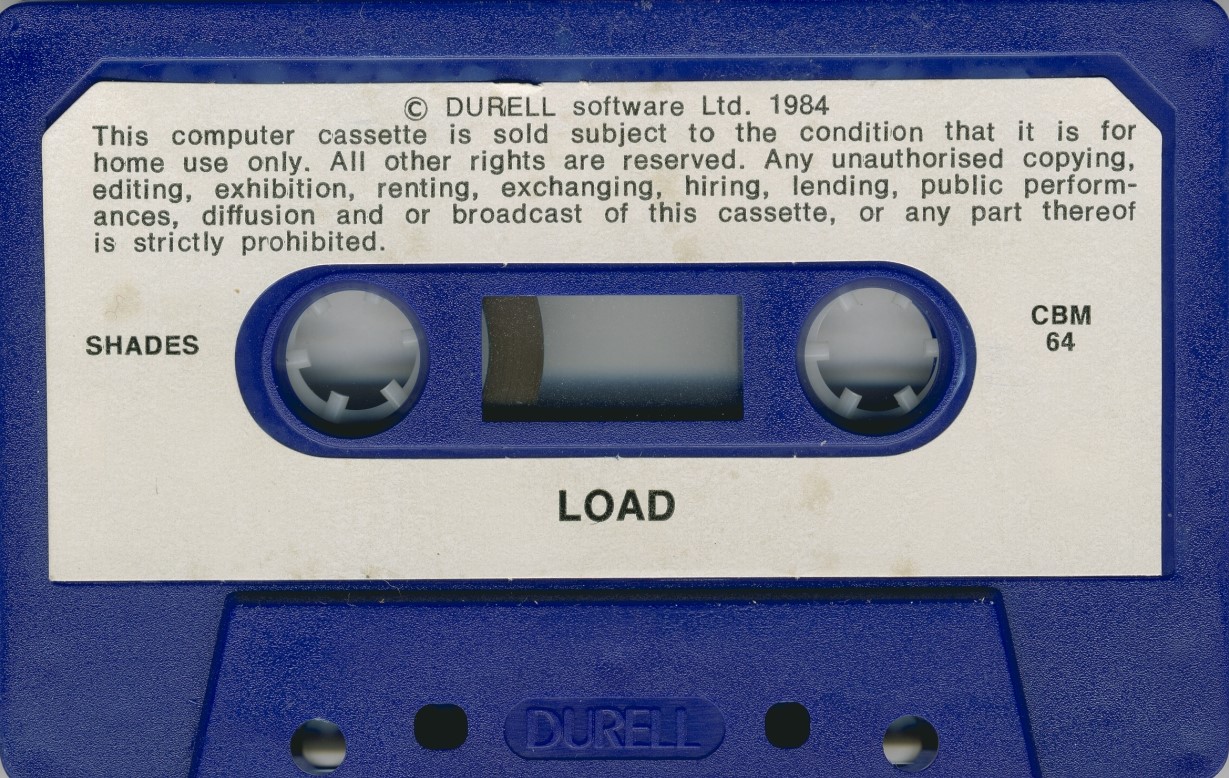 © DURELL software Ltd. 1984
This computer cassette is sold subject to the condition that it is for
home use only. All other rights are reserved. Any unauthorised copying,
editing, exhibition, renting, exchanging, hiring, lending, public perform-
ances, diffusion and or broadcast of this cassette, or any part thereof
is strictly prohibited.
SHADES
CBM
64
LOAD
DURELL